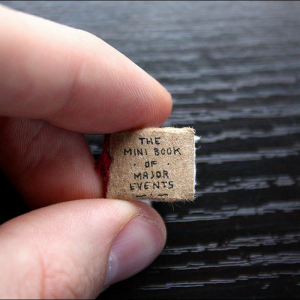 THE
MINI BOOK
· OF ·
MAJOR
EVENTS